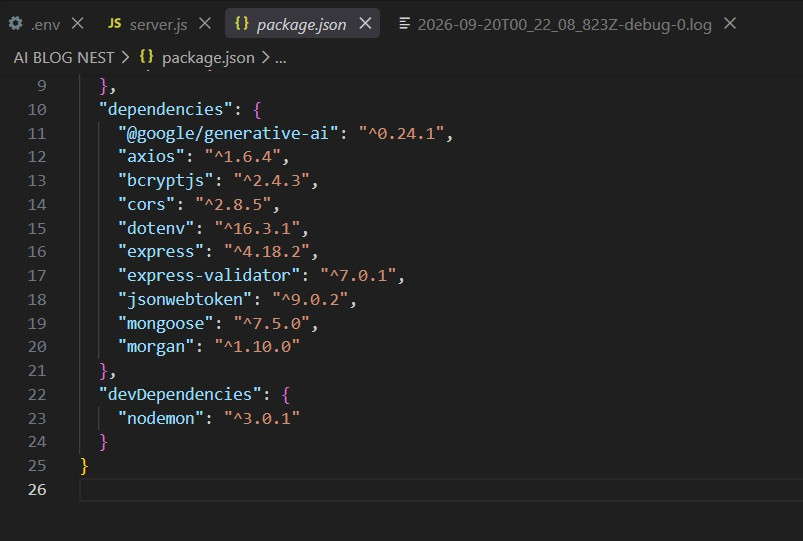 .env
JS server.js
{} package.json
2026-09-20T00_22_08_823Z-debug-0.log
AI BLOG NEST > {} package.json > ...
9 },
10 "dependencies": {
11 "@google/generative-ai": "^0.24.1",
12 "axios": "^1.6.4",
13 "bcryptjs": "^2.4.3",
14 "cors": "^2.8.5",
15 "dotenv": "^16.3.1",
16 "express": "^4.18.2",
17 "express-validator": "^7.0.1",
18 "jsonwebtoken": "^9.0.2",
19 "mongoose": "^7.5.0",
20 "morgan": "^1.10.0"
21 },
22 "devDependencies": {
23 "nodemon": "^3.0.1"
24 }
25 }
26